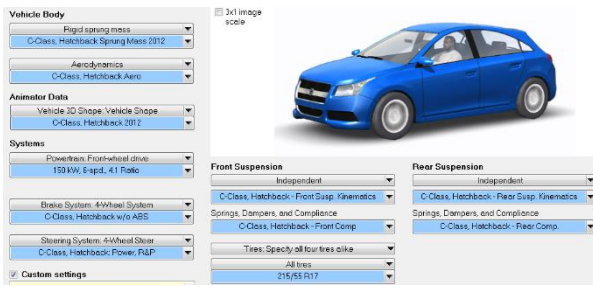 Vehicle Body
Rigid sprung mass
C-Class, Hatchback Sprung Mass 2012
Aerodynamics
C-Class, Hatchback Aero
Animator Data
Vehicle 3D Shape: Vehicle Shape
C-Class, Hatchback 2012
Systems
Powertrain: Front-wheel drive
150 kW, 6-spd., 4.1 Ratio
Brake System: 4-Wheel System
C-Class, Hatchback w/o ABS
Steering System: 4-Wheel Steer
C-Class, Hatchback: Power, R&P
Custom settings
3x1 image
scale
Front Suspension
Independent
C-Class, Hatchback - Front Susp. Kinematics
Springs, Dampers, and Compliance
C-Class, Hatchback - Front Comp
Tires: Specify all four tires alike
All tires
215/55 R17
Rear Suspension
Independent
C-Class, Hatchback - Rear Susp. Kinematics
Springs, Dampers, and Compliance
C-Class, Hatchback - Rear Comp.